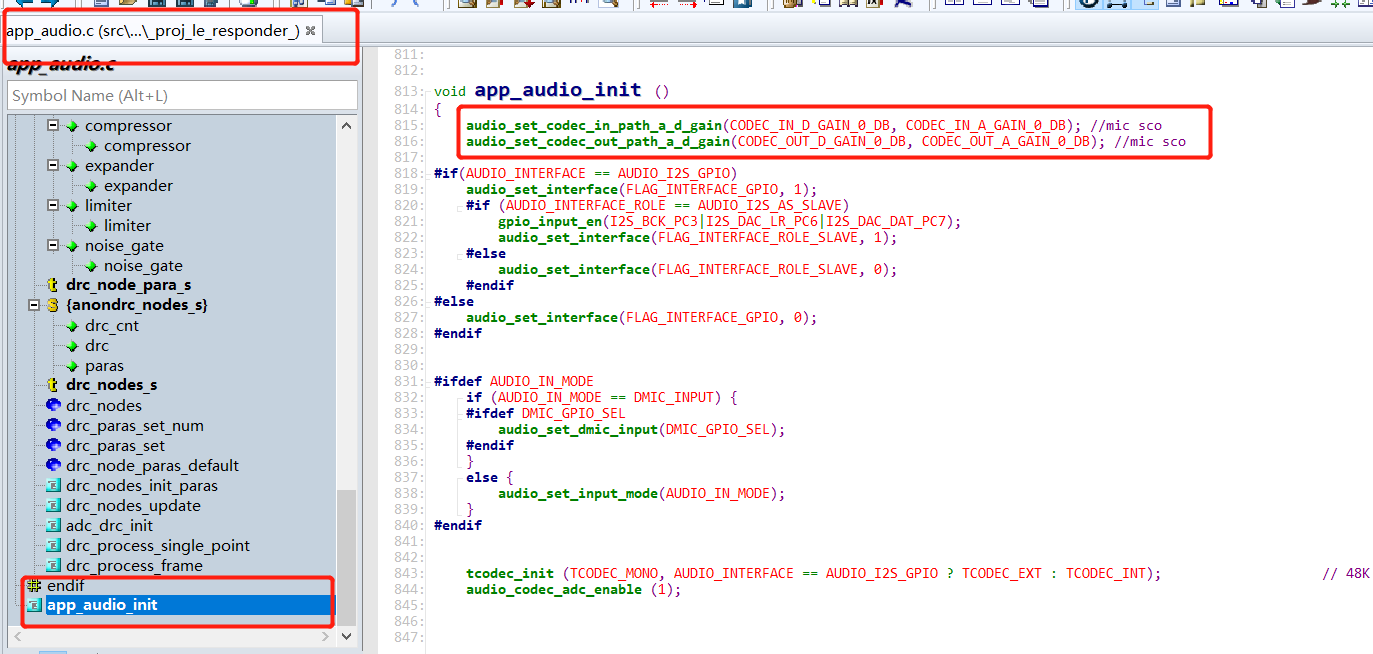 app_audio.c (src\...\_proj_le_responder_)
app_audio.c
Symbol Name (Alt+L)
compressor
compressor
expander
expander
limiter
limiter
noise_gate
noise_gate
drc_node_para_s
{anondrc_nodes_s}
drc_cnt
drc
paras
drc_nodes_s
drc_nodes
drc_paras_set_num
drc_paras_set
drc_node_paras_default
drc_nodes_init_paras
drc_nodes_update
adc_drc_init
drc_process_single_point
drc_process_frame
endif
app_audio_init
811:
812:
813: void app_audio_init ()
814: {
815: audio_set_codec_in_path_a_d_gain(CODEC_IN_D_GAIN_0_DB, CODEC_IN_A_GAIN_0_DB); //mic sco
816: audio_set_codec_out_path_a_d_gain(CODEC_OUT_D_GAIN_0_DB, CODEC_OUT_A_GAIN_0_DB); //mic sco
817:
818: #if(AUDIO_INTERFACE == AUDIO_I2S_GPIO)
819: audio_set_interface(FLAG_INTERFACE_GPIO, 1);
820: #if (AUDIO_INTERFACE_ROLE == AUDIO_I2S_AS_SLAVE)
821: gpio_input_en(I2S_BCK_PC3|I2S_DAC_LR_PC6|I2S_DAC_DAT_PC7);
822: audio_set_interface(FLAG_INTERFACE_ROLE_SLAVE, 1);
823: #else
824: audio_set_interface(FLAG_INTERFACE_ROLE_SLAVE, 0);
825: #endif
826: #else
827: audio_set_interface(FLAG_INTERFACE_GPIO, 0);
828: #endif
829:
830:
831: #ifdef AUDIO_IN_MODE
832: if (AUDIO_IN_MODE == DMIC_INPUT) {
833: #ifdef DMIC_GPIO_SEL
834: audio_set_dmic_input(DMIC_GPIO_SEL);
835: #endif
836: }
837: else {
838: audio_set_input_mode(AUDIO_IN_MODE);
839: }
840: #endif
841:
842:
843: tcodec_init (TCODEC_MONO, AUDIO_INTERFACE == AUDIO_I2S_GPIO ? TCODEC_EXT : TCODEC_INT); // 48K
844: audio_codec_adc_enable (1);
845:
846:
847: